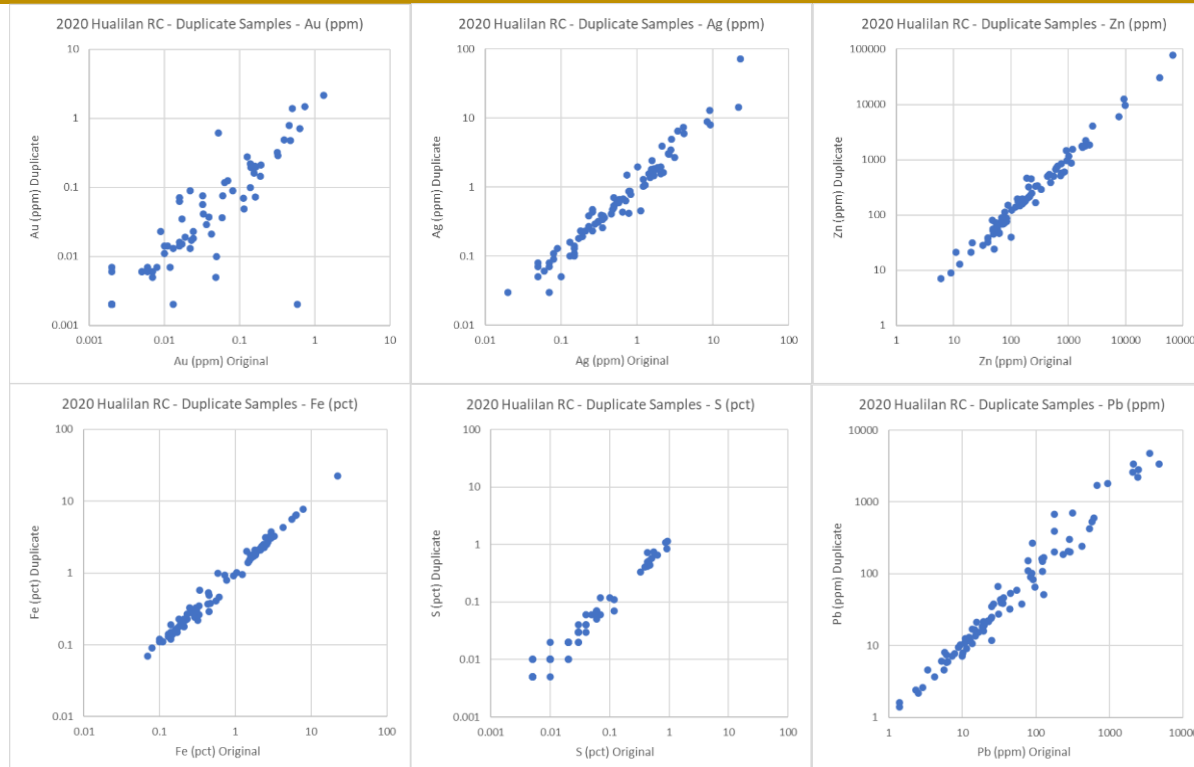 2020 Hualilan RC - Duplicate Samples - Au (ppm)
10
1
0.1
0.01
0.001
Au (ppm) Duplicate
0.001 0.01 0.1 1 10
Au (ppm) Original
2020 Hualilan RC - Duplicate Samples - Ag (ppm)
100
10
1
0.1
0.01
Ag (ppm) Duplicate
0.01 0.1 1 10 100
Ag (ppm) Original
2020 Hualilan RC - Duplicate Samples - Zn (ppm)
100000
10000
1000
100
10
1
Zn (ppm) Duplicate
1 10 100 1000 10000 10000
Zn (ppm) Original
2020 Hualilan RC - Duplicate Samples - Fe (pct)
100
10
1
0.1
0.01
Fe (pct) Duplicate
0.01 0.1 1 10 100
Fe (pct) Original
2020 Hualilan RC - Duplicate Samples - S (pct)
100
10
1
0.1
0.01
0.001
S (pct) Duplicate
0.001 0.01 0.1 1 10 100
S (pct) Original
2020 Hualilan RC - Duplicate Samples - Pb (ppm)
10000
1000
100
10
1
Pb (ppm) Duplicate
1 10 100 1000 10000
Pb (ppm) Original